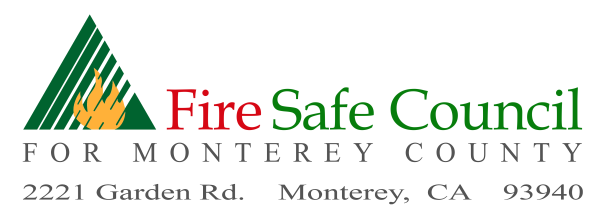 Fire Safe Council
FOR MONTEREY COUNTY
2221 Garden Rd. Monterey, CA 93940